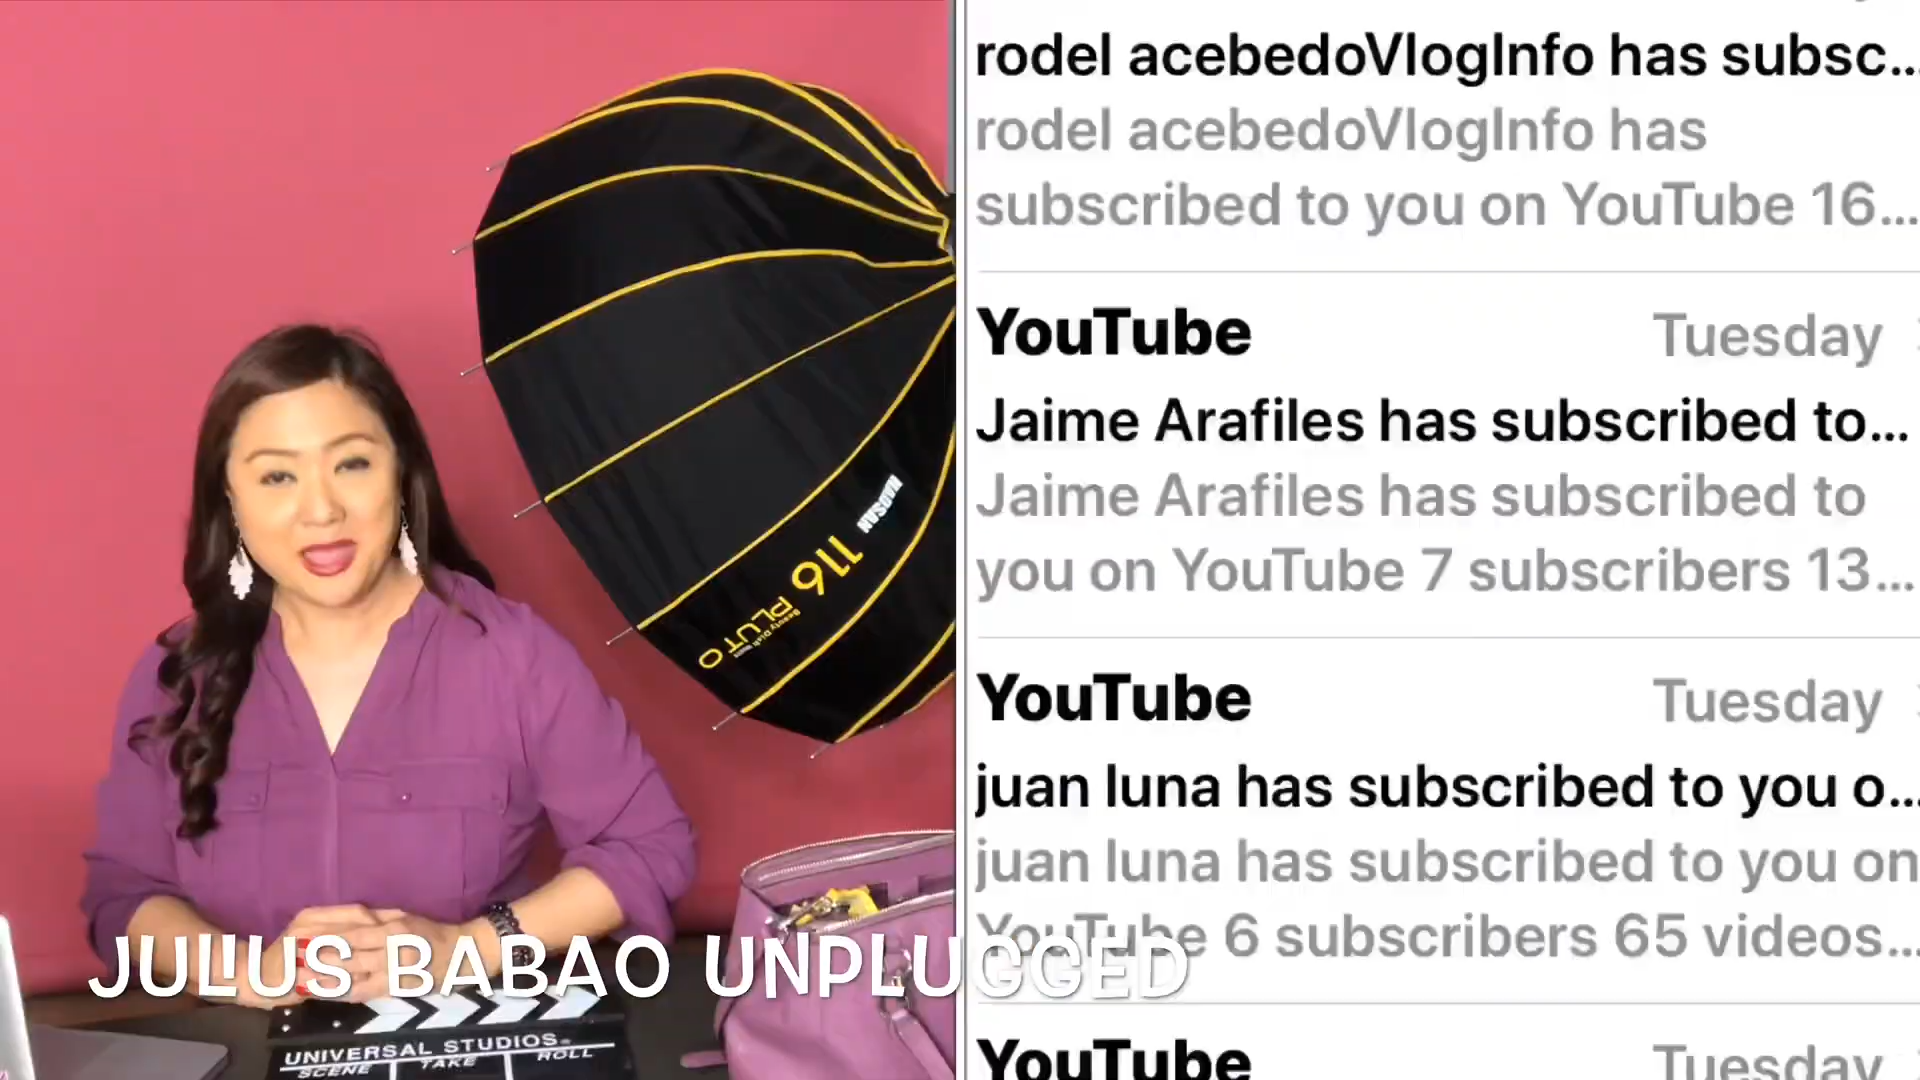 rodel acebedoVlogInfo has subsc...
rodel acebedoVlogInfo has
subscribed to you on YouTube 16...
YouTube Tuesday
Jaime Arafiles has subscribed to...
Jaime Arafiles has subscribed to
you on YouTube 7 subscribers 13...
YouTube Tuesday
juan luna has subscribed to you o...
juan luna has subscribed to you on
YouTube 6 subscribers 65 videos...
YouTube Tuesday
NADSAN
116
PLUTO
Beauty Dish
JULIUS BABAO UNPLUGGED
UNIVERSAL STUDIOS
SCENE TAKE ROLL